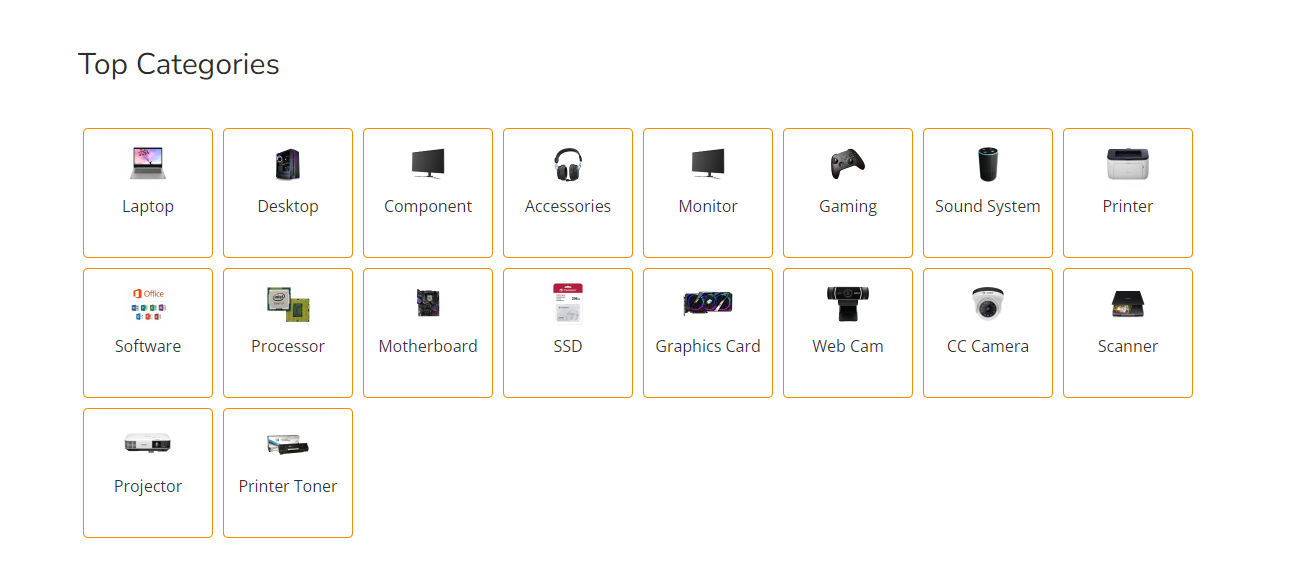 Top Categories
Laptop
Desktop
Component
Accessories
Monitor
Gaming
Sound System
Printer
Office
Software
Processor
Motherboard
SSD
Graphics Card
Web Cam
CC Camera
Scanner
Projector
Printer Toner